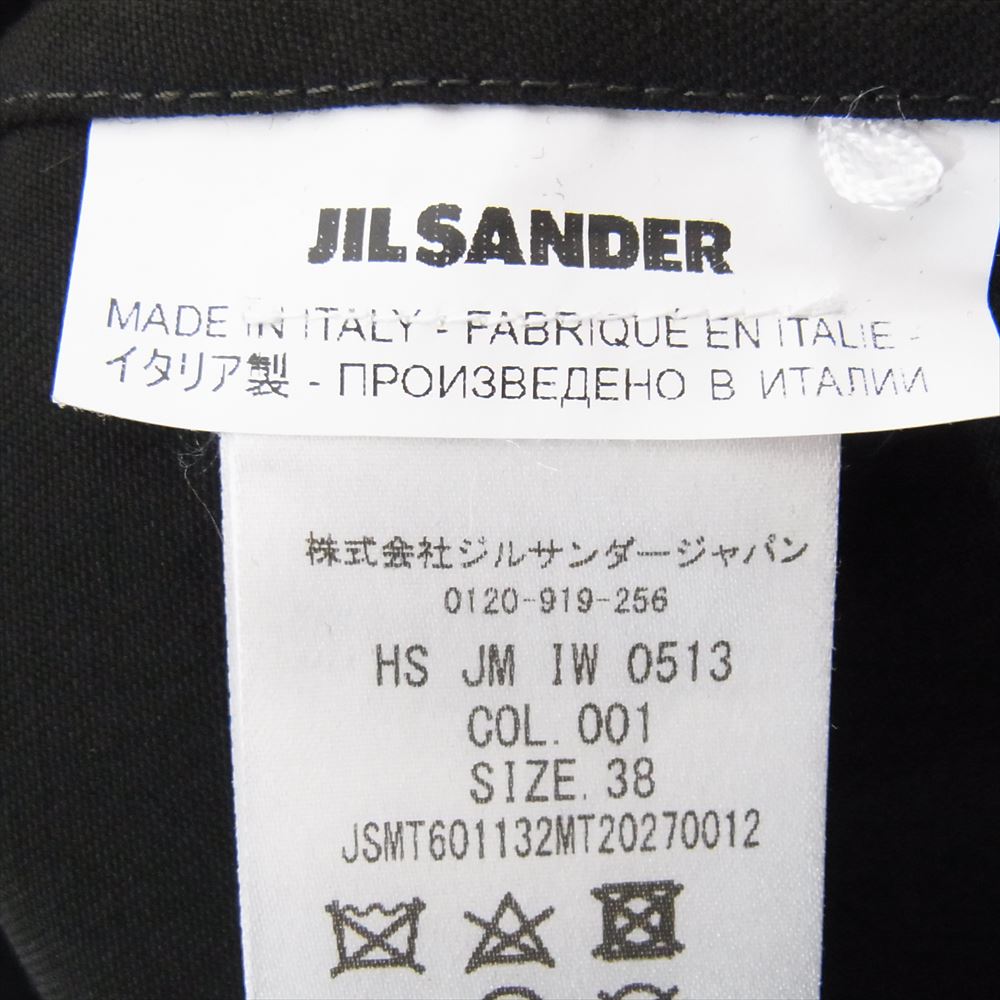 JIL SANDER
MADE IN ITALY - FABRIQUÉ EN ITALIE -
イタリア製 - ПРОИЗВЕДЕНО В ИТАЛИИ
株式会社ジルサンダージャパン
0120-919-256
HS JM IW 0513
COL. 001
SIZE. 38
JSMT601132MT20270012